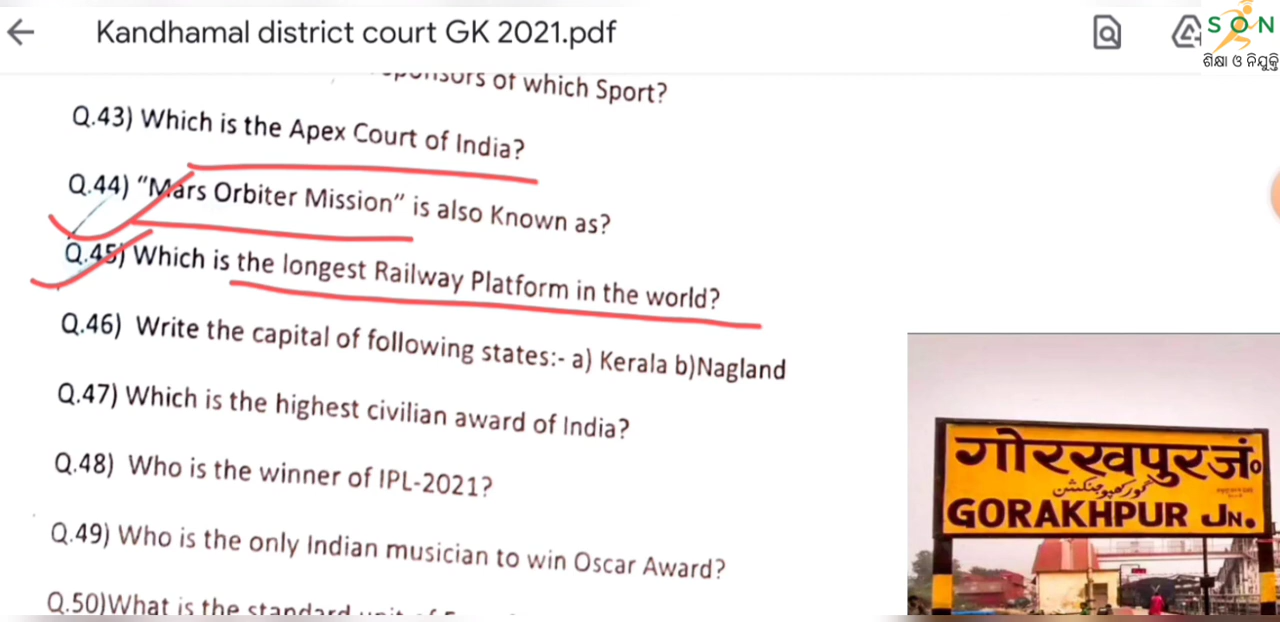 Kandhamal district court GK 2021.pdf
SON
ଶିକ୍ଷା ଓ ନିଯୁକ୍ତି
of which Sport?
Q.43) Which is the Apex Court of India?
Q.44) "Mars Orbiter Mission" is also Known as?
Q.45) Which is the longest Railway Platform in the world?
Q.46) Write the capital of following states:- a) Kerala b)Nagland
Q.47) Which is the highest civilian award of India?
Q.48) Who is the winner of IPL-2021?
Q.49) Who is the only Indian musician to win Oscar Award?
Q.50)What is the standard
गोरखपुर जं०
GORAKHPUR JN.